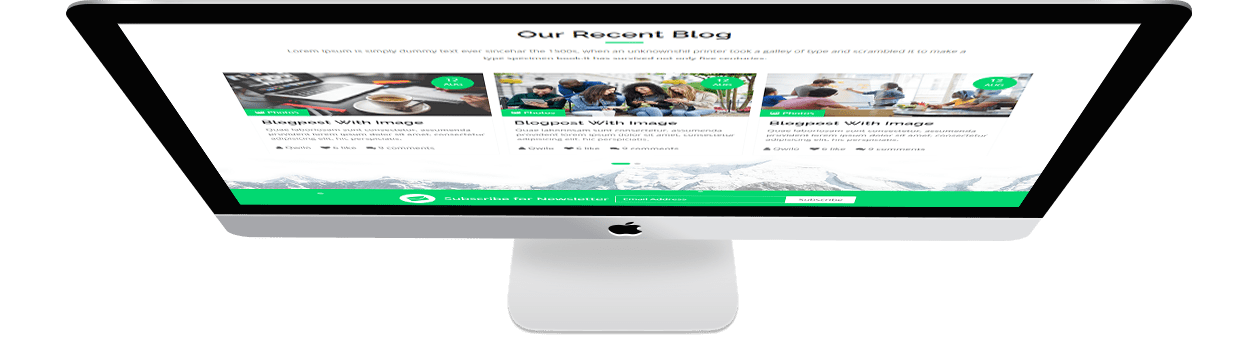 Our Recent Blog
Lorem Ipsum is simply dummy text ever sincehar the 1500s, when an unknownshil printer took a galley of type and scrambled it to make a
type specimen book.it has survived not only five centuries.
12
AUG
12
AUG
12
AUG
Photos
Photos
Photos
Blogpost With Image
Blogpost With Image
Blogpost With Image
Quae laboriosam sunt consectetur, assumenda
provident lorem ipsum dolor sit amet, consectetur
adipisicing elit. hic perspiciatis.
Quae laboriosam sunt consectetur, assumenda
provident lorem ipsum dolor sit amet, consectetur
adipisicing elit. hic perspiciatis.
Quae laboriosam sunt consectetur, assumenda
provident lorem ipsum dolor sit amet, consectetur
adipisicing elit. hic perspiciatis.
Qwilo 6 like 9 comments
Qwilo 6 like 9 comments
Qwilo 6 like 9 comments
Subscribe for Newsletter Email Address Subscribe